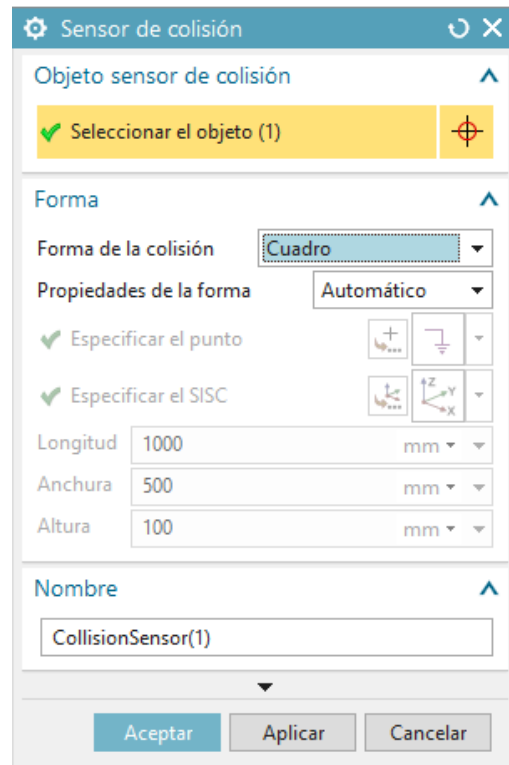 Sensor de colisión
Objeto sensor de colisión
Seleccionar el objeto (1)
Forma
Forma de la colisión Cuadro
Propiedades de la forma Automático
Especificar el punto
Especificar el SISC Z Y X
Longitud 1000 mm
Anchura 500 mm
Altura 100 mm
Nombre
CollisionSensor(1)
Aceptar Aplicar Cancelar